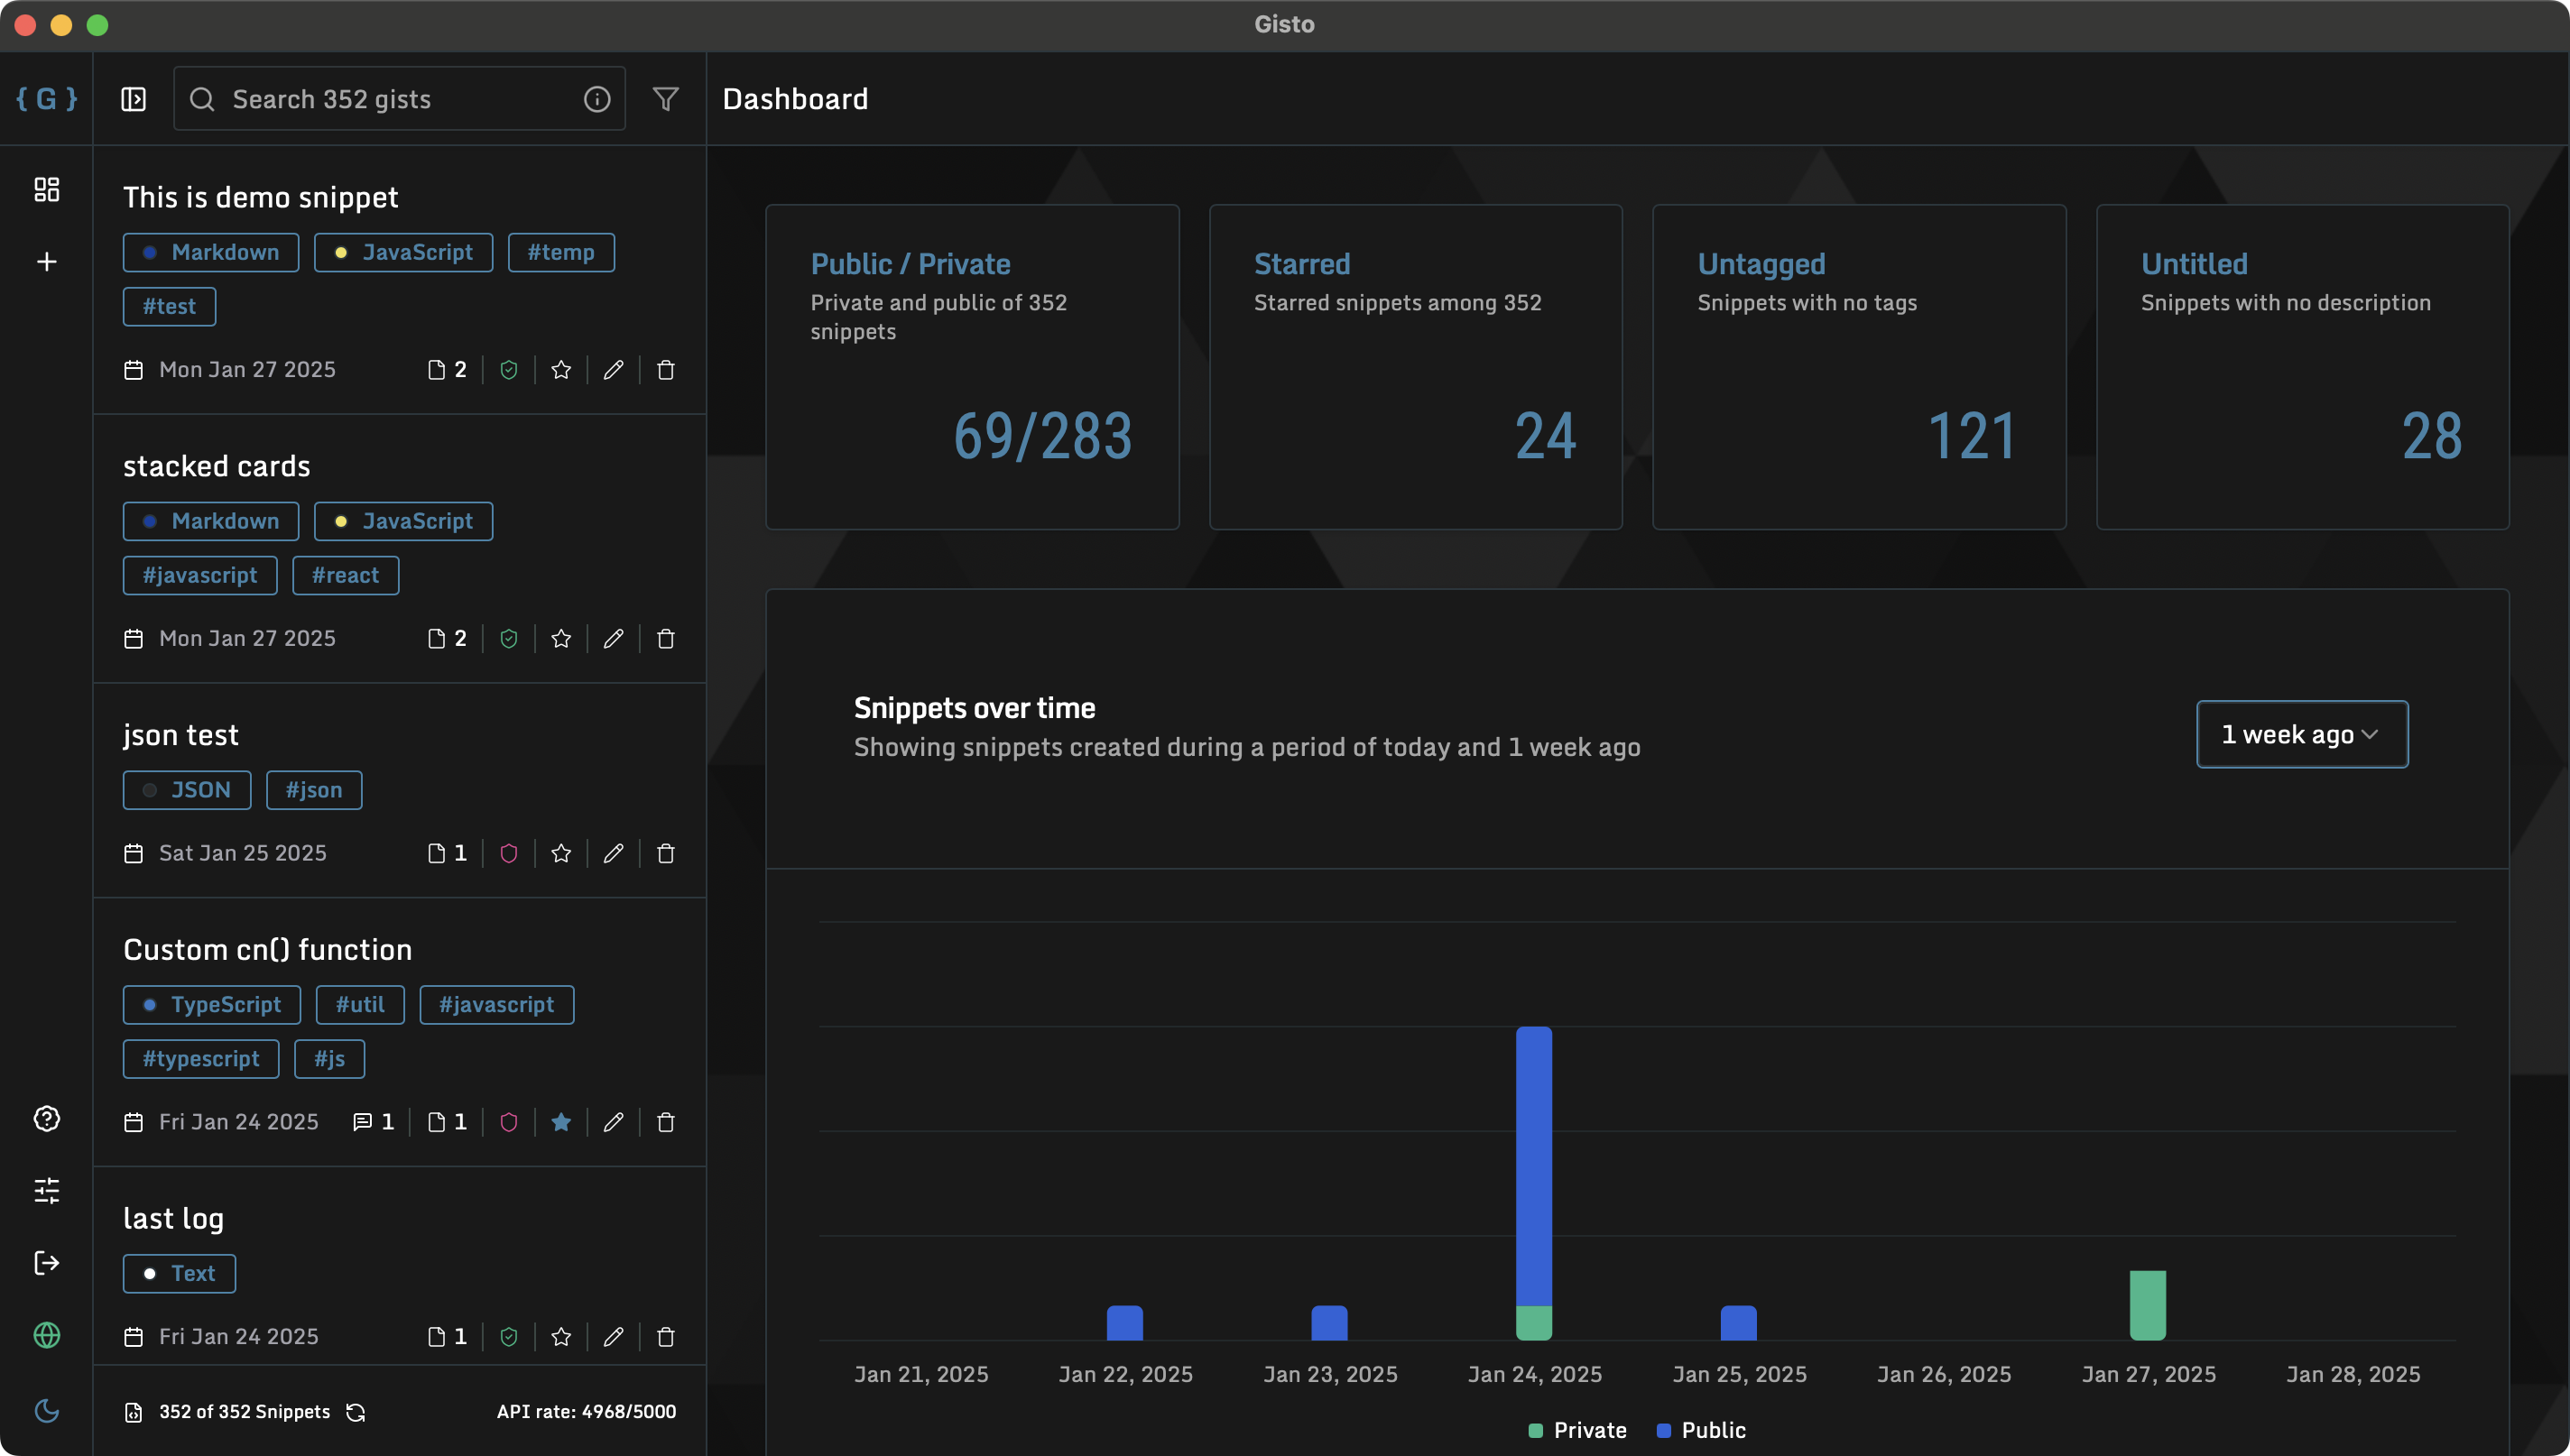 Gisto
{ G }
Search 352 gists
Dashboard
This is demo snippet
Markdown JavaScript #temp
#test
Mon Jan 27 2025 2
stacked cards
Markdown JavaScript
#javascript #react
Mon Jan 27 2025 2
json test
JSON #json
Sat Jan 25 2025 1
Custom cn() function
TypeScript #util #javascript
#typescript #js
Fri Jan 24 2025 1 1
last log
Text
Fri Jan 24 2025 1
352 of 352 Snippets API rate: 4968/5000
Public / Private
Private and public of 352
snippets
69/283
Starred
Starred snippets among 352
24
Untagged
Snippets with no tags
121
Untitled
Snippets with no description
28
Snippets over time
Showing snippets created during a period of today and 1 week ago
1 week ago
Jan 21, 2025 Jan 22, 2025 Jan 23, 2025 Jan 24, 2025 Jan 25, 2025 Jan 26, 2025 Jan 27, 2025 Jan 28, 2025
Private Public